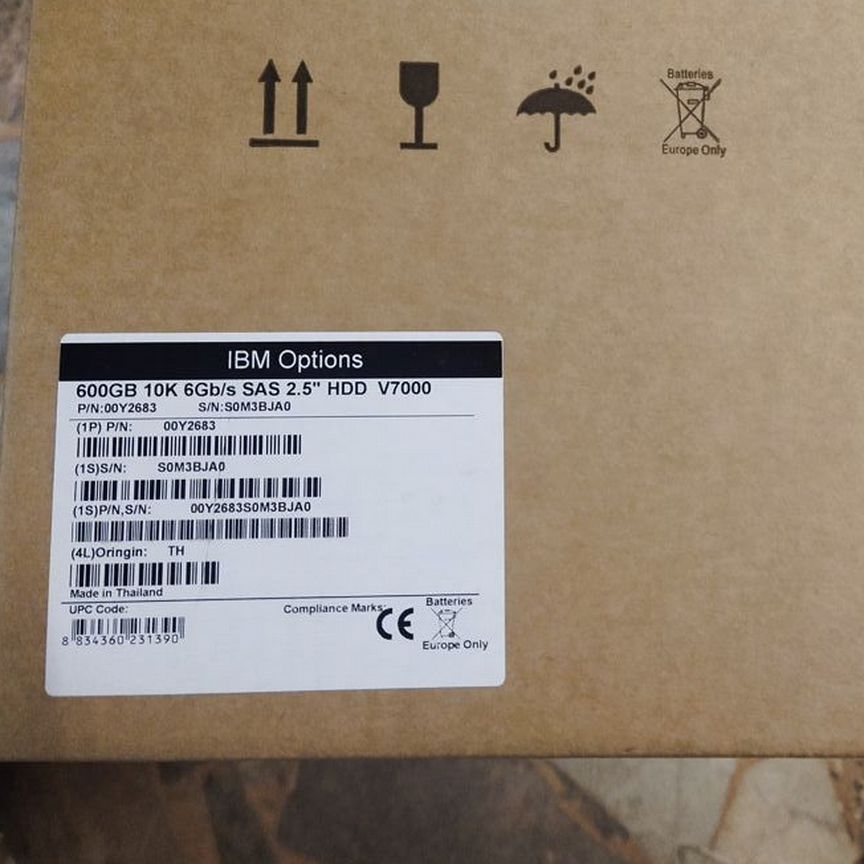 Batteries
Europe Only
IBM Options
600GB 10K 6Gb/s SAS 2.5" HDD V7000
P/N:00Y2683 S/N:S0M3BJA0
(1P) P/N: 00Y2683
(1S)S/N: S0M3BJA0
(1S)P/N,S/N: 00Y2683S0M3BJA0
(4L)Oringin: TH
Made in Thailand
UPC Code: Compliance Marks:
CE
Batteries
Europe Only
8 834360 231390